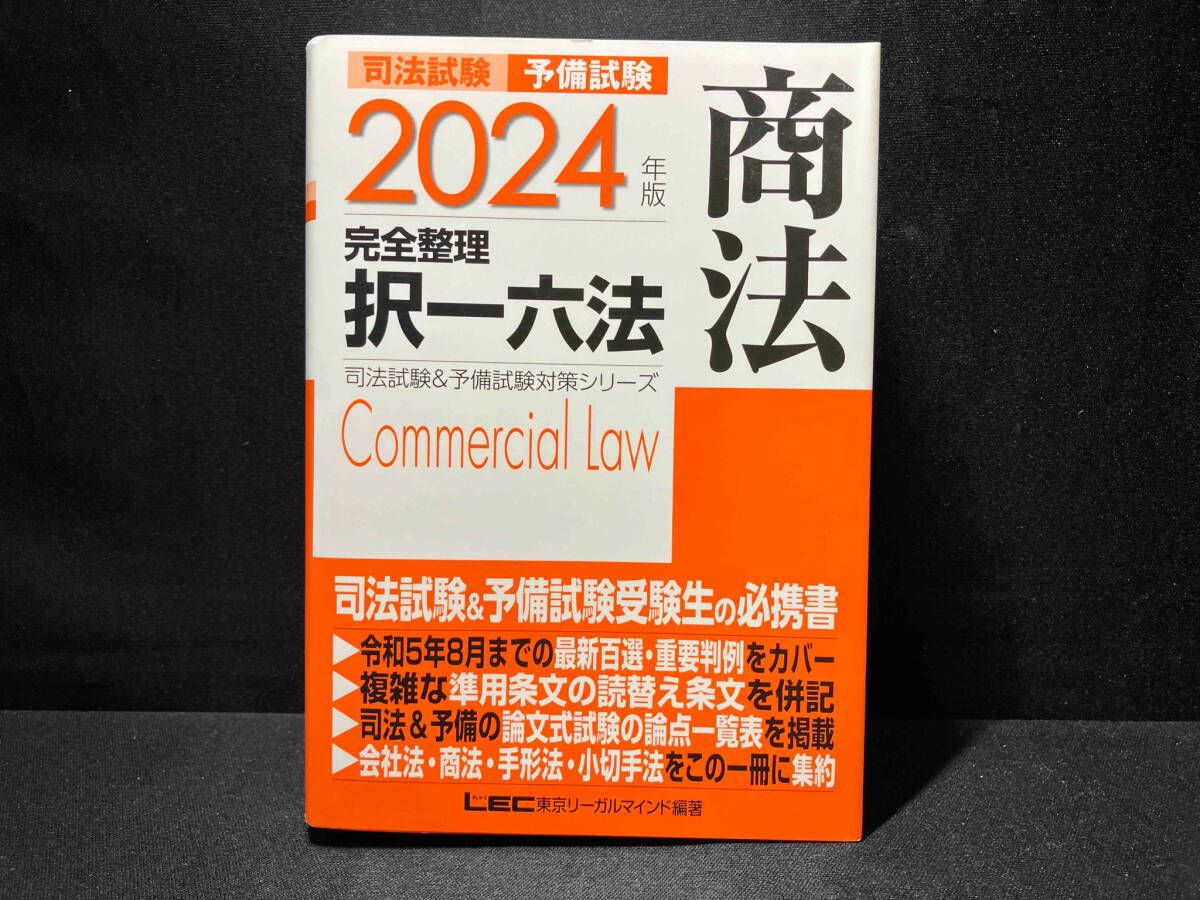 司法試験 予備試験
2024年版
完全整理
択一六法
司法試験&予備試験対策シリーズ
Commercial Law
商法
司法試験&予備試験受験生の必携書
▶令和5年8月までの最新百選・重要判例をカバー
▶複雑な準用条文の読替え条文を併記
▶司法&予備の論文式試験の論点一覧表を掲載
▶会社法・商法・手形法・小切手法をこの一冊に集約
LEC東京リーガルマインド編著